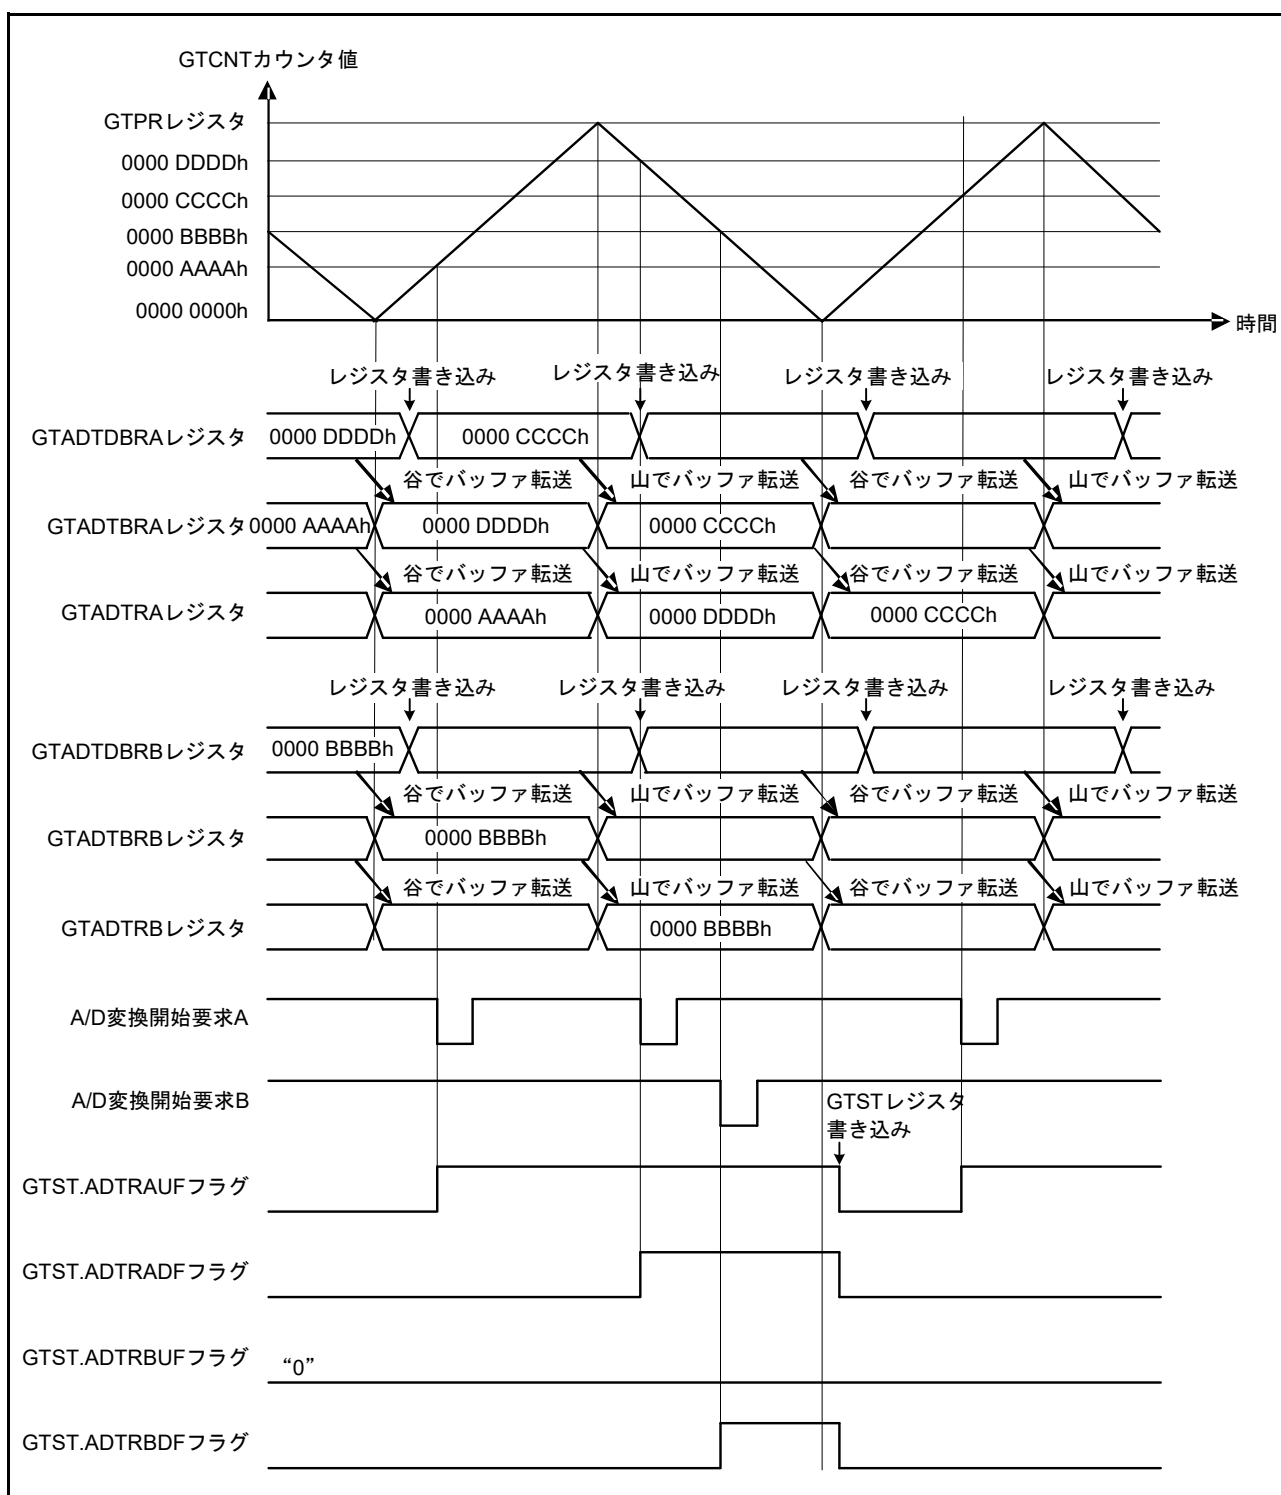 GTCNTカウンタ値
GTPRレジスタ
0000 DDDDh
0000 CCCCh
0000 BBBBh
0000 AAAAh
0000 0000h
時間
レジスタ書き込み レジスタ書き込み レジスタ書き込み レジスタ書き込み
GTADTDBRAレジスタ 0000 DDDDh 0000 CCCCh
谷でバッファ転送 山でバッファ転送 谷でバッファ転送 山でバッファ転送
GTADTBRAレジスタ 0000 AAAAh 0000 DDDDh 0000 CCCCh
谷でバッファ転送 山でバッファ転送 谷でバッファ転送 山でバッファ転送
GTADTRAレジスタ 0000 AAAAh 0000 DDDDh 0000 CCCCh
レジスタ書き込み レジスタ書き込み レジスタ書き込み レジスタ書き込み
GTADTDBRBレジスタ 0000 BBBBh
谷でバッファ転送 山でバッファ転送 谷でバッファ転送 山でバッファ転送
GTADTBRBレジスタ 0000 BBBBh
谷でバッファ転送 山でバッファ転送 谷でバッファ転送 山でバッファ転送
GTADTRBレジスタ 0000 BBBBh
A/D変換開始要求A
A/D変換開始要求B
GTSTレジスタ
書き込み
GTST.ADTRAUFフラグ
GTST.ADTRADFフラグ
GTST.ADTRBUFフラグ “0”
GTST.ADTRBDFフラグ